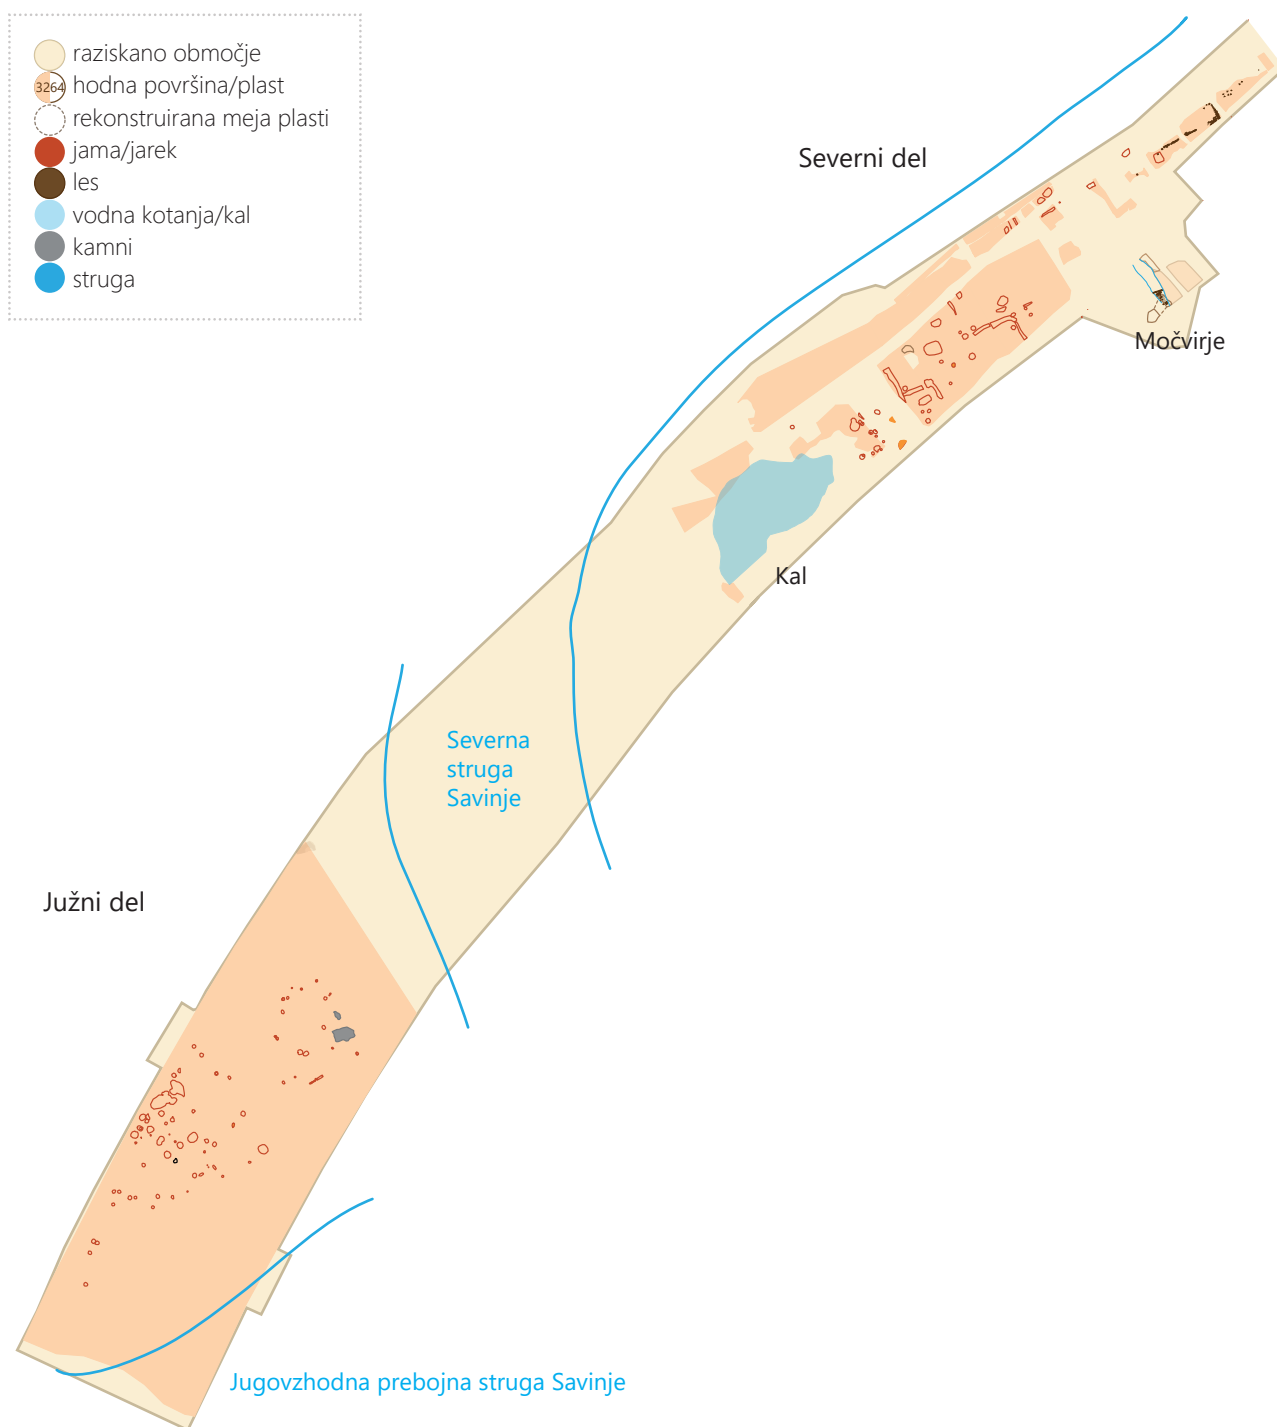 raziskano območje
3264 hodna površina/plast
rekonstruirana meja plasti
jama/jarek
les
vodna kotanja/kal
kamni
struga
Severni del
Močvirje
Kal
Severna
struga
Savinje
Južni del
Jugovzhodna prebojna struga Savinje